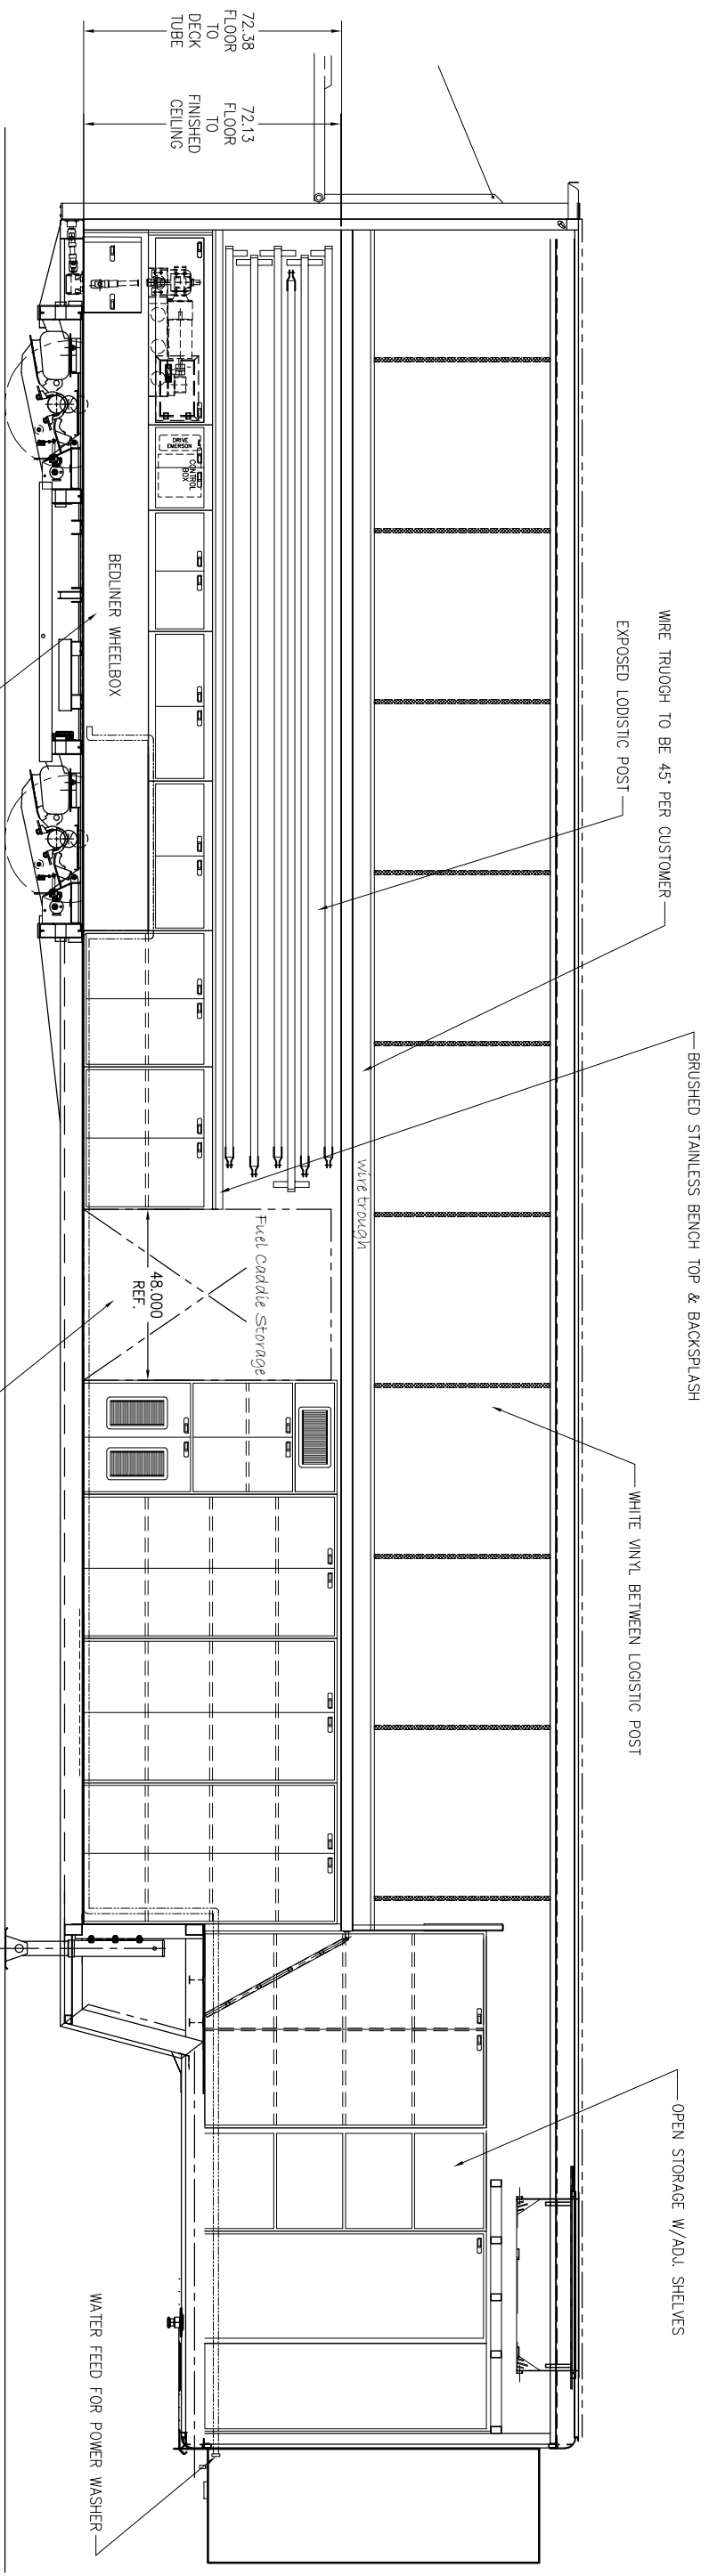 72.38
FLOOR
TO
DECK
TUBE
72.13
FLOOR
TO
FINISHED
CEILING
WIRE TRUOGH TO BE 45° PER CUSTOMER
EXPOSED LODISTIC POST
BRUSHED STAINLESS BENCH TOP & BACKSPLASH
WHITE VINYL BETWEEN LOGISTIC POST
OPEN STORAGE W/ADJ. SHELVES
WATER FEED FOR POWER WASHER
wire trough
Fuel Caddie Storage
48.000
REF.
BEDLINER WHEELBOX
DRIVE
EMERSON
CONTROL
BOX